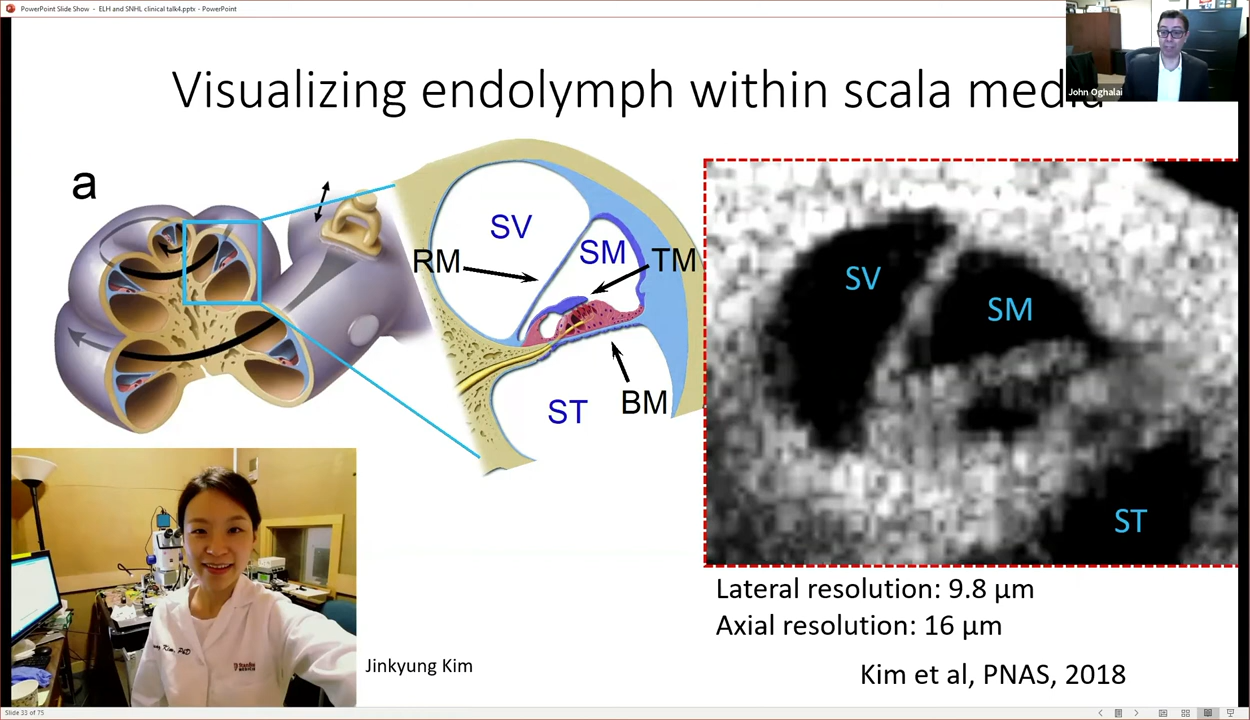 PowerPoint Slide Show - ELH and SNHL clinical talk4.pptx - PowerPoint
John Oghalai
Visualizing endolymph within scala
a
SV
SM
RM
TM
BM
ST
SV
SM
ST
Lateral resolution: 9.8 µm
Axial resolution: 16 µm
Kim et al, PNAS, 2018
Kim, PhD
Jinkyung Kim
Slide 33 of 75